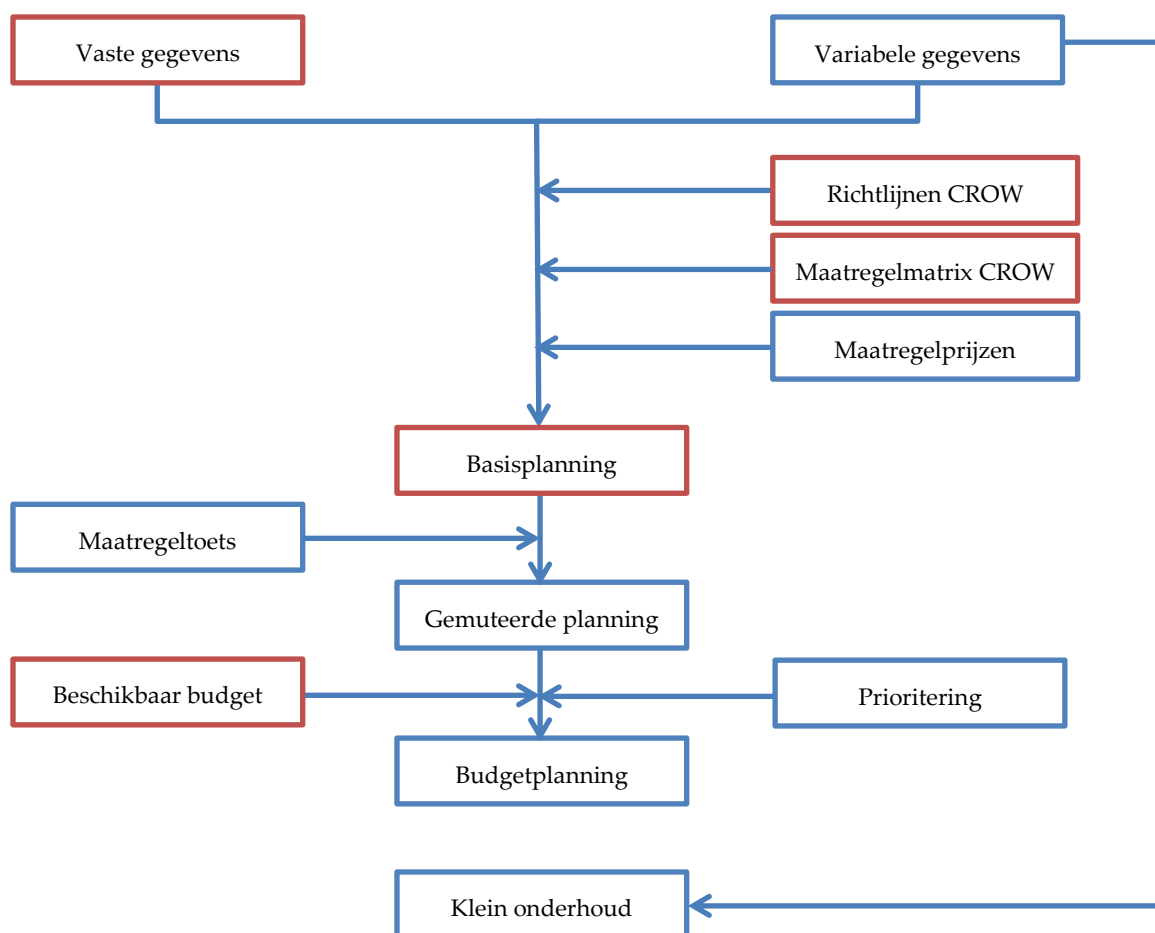 Vaste gegevens
Variabele gegevens
Richtlijnen CROW
Maatregelmatrix CROW
Maatregelprijzen
Basisplanning
Maatregeltoets
Gemuteerde planning
Beschikbaar budget
Prioritering
Budgetplanning
Klein onderhoud